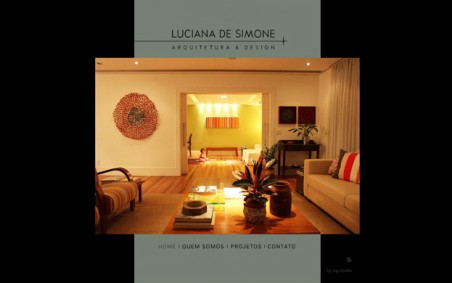 LUCIANA DE SIMONE
ARQUITETURA & DESIGN
HOME | QUEM SOMOS | PROJETOS | CONTATO